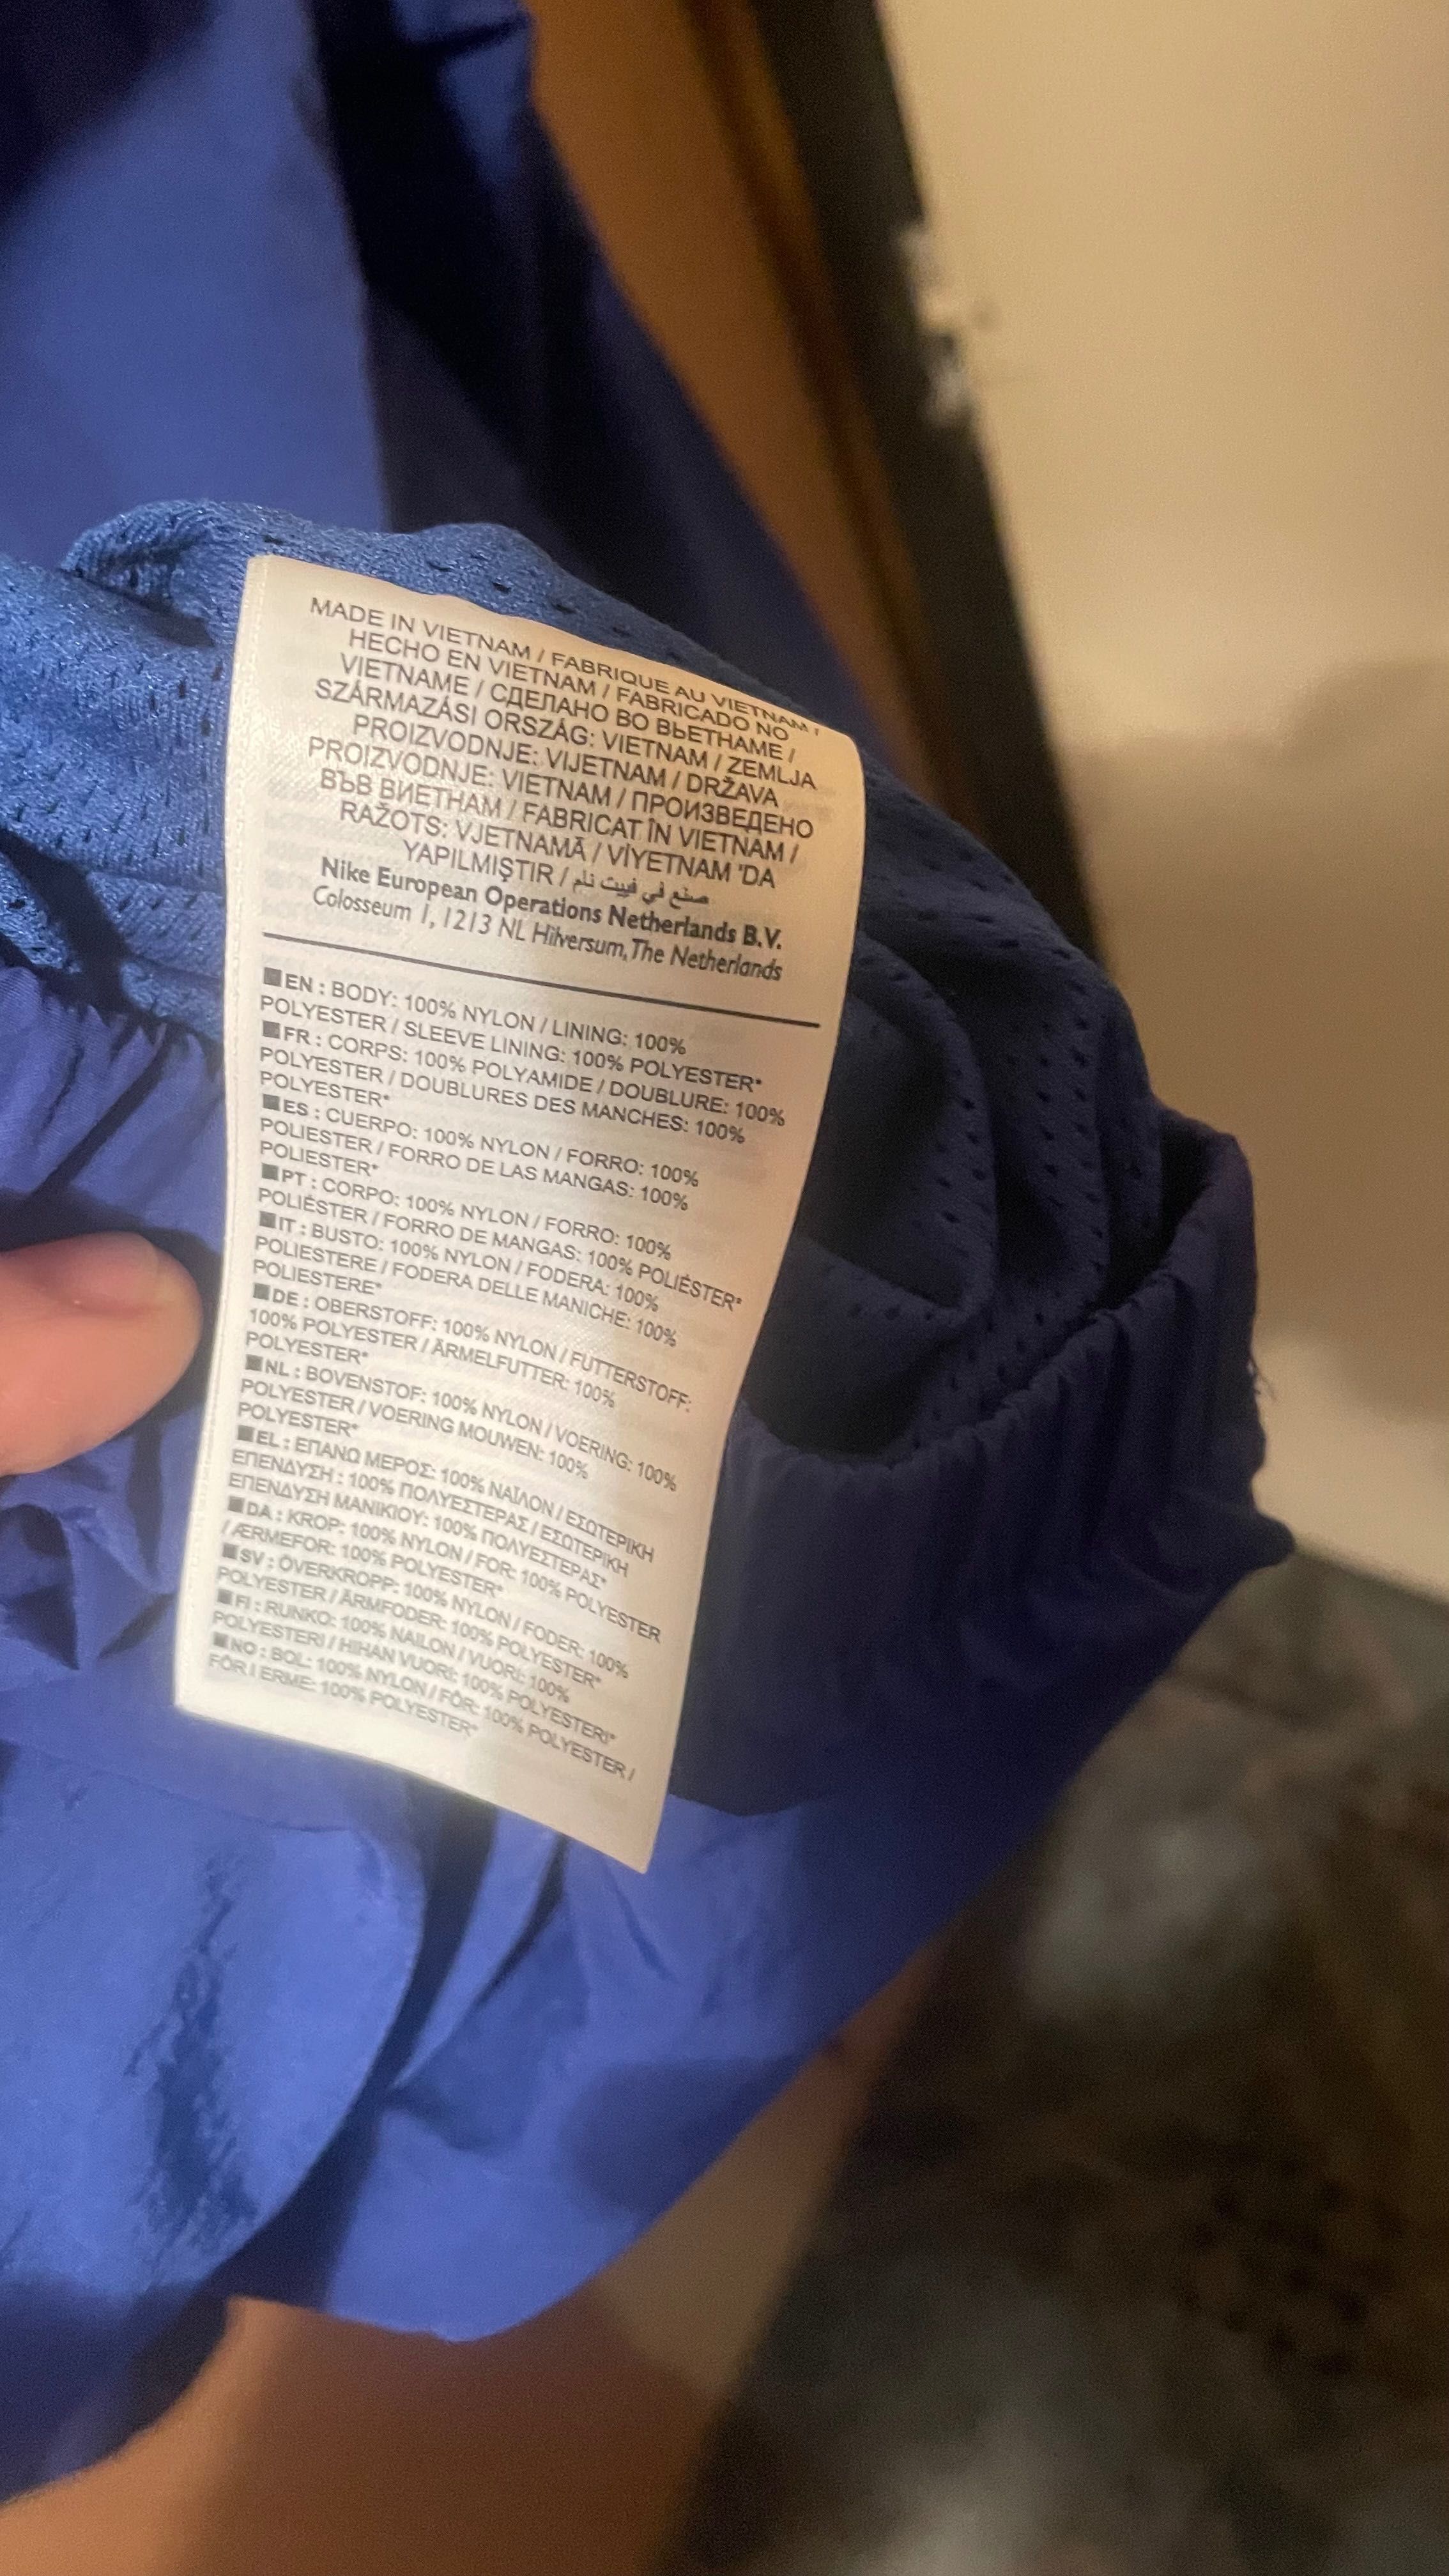 MADE IN VIETNAM / FABRIQUE AU VIETNAM /
HECHO EN VIETNAM / FABRICADO NO
VIETNAME / СДЕЛАНО ВО ВЬЕТНАМЕ /
SZÁRMAZÁSI ORSZÁG: VIETNAM / ZEMLJA
PROIZVODNJE: VIJETNAM / DRŽAVA
PROIZVODNJE: VIETNAM / ПРОИЗВЕДЕНО
ВЪВ ВИЕТНАМ / FABRICAT ÎN VIETNAM /
RAŽOTS: VJETNAMĀ / VİYETNAM 'DA
YAPILMIŞTIR / صنع في فييت نام
Nike European Operations Netherlands B.V.
Colosseum 1, 1213 NL Hilversum, The Netherlands
■EN : BODY: 100% NYLON / LINING: 100%
POLYESTER / SLEEVE LINING: 100% POLYESTER*
■FR : CORPS: 100% POLYAMIDE / DOUBLURE: 100%
POLYESTER / DOUBLURES DES MANCHES: 100%
POLYESTER*
■ES : CUERPO: 100% NYLON / FORRO: 100%
POLIESTER / FORRO DE LAS MANGAS: 100%
POLIESTER*
■PT : CORPO: 100% NYLON / FORRO: 100%
POLIÉSTER / FORRO DE MANGAS: 100% POLIÉSTER*
■IT : BUSTO: 100% NYLON / FODERA: 100%
POLIESTERE / FODERA DELLE MANICHE: 100%
POLIESTERE*
■DE : OBERSTOFF: 100% NYLON / FUTTERSTOFF:
100% POLYESTER / ÄRMELFUTTER: 100%
POLYESTER*
■NL : BOVENSTOF: 100% NYLON / VOERING: 100%
POLYESTER / VOERING MOUWEN: 100%
POLYESTER*
■EL : ΕΠΑΝΩ ΜΕΡΟΣ: 100% ΝΑΪΛΟΝ / ΕΣΩΤΕΡΙΚΗ
ΕΠΕΝΔΥΣΗ : 100% ΠΟΛΥΕΣΤΕΡΑΣ / ΕΣΩΤΕΡΙΚΗ
ΕΠΕΝΔΥΣΗ ΜΑΝΙΚΙΟΥ: 100% ΠΟΛΥΕΣΤΕΡΑΣ*
■DA : KROP: 100% NYLON / FOR: 100% POLYESTER
/ ÆRMEFOR: 100% POLYESTER*
■SV : ÖVERKROPP: 100% NYLON / FODER: 100%
POLYESTER / ÄRMFODER: 100% POLYESTER*
■FI : RUNKO: 100% NAILON / VUORI: 100%
POLYESTERI / HIHAN VUORI: 100% POLYESTERI*
■NO : BOL: 100% NYLON / FÔR: 100% POLYESTER /
FÔR I ERME: 100% POLYESTER*